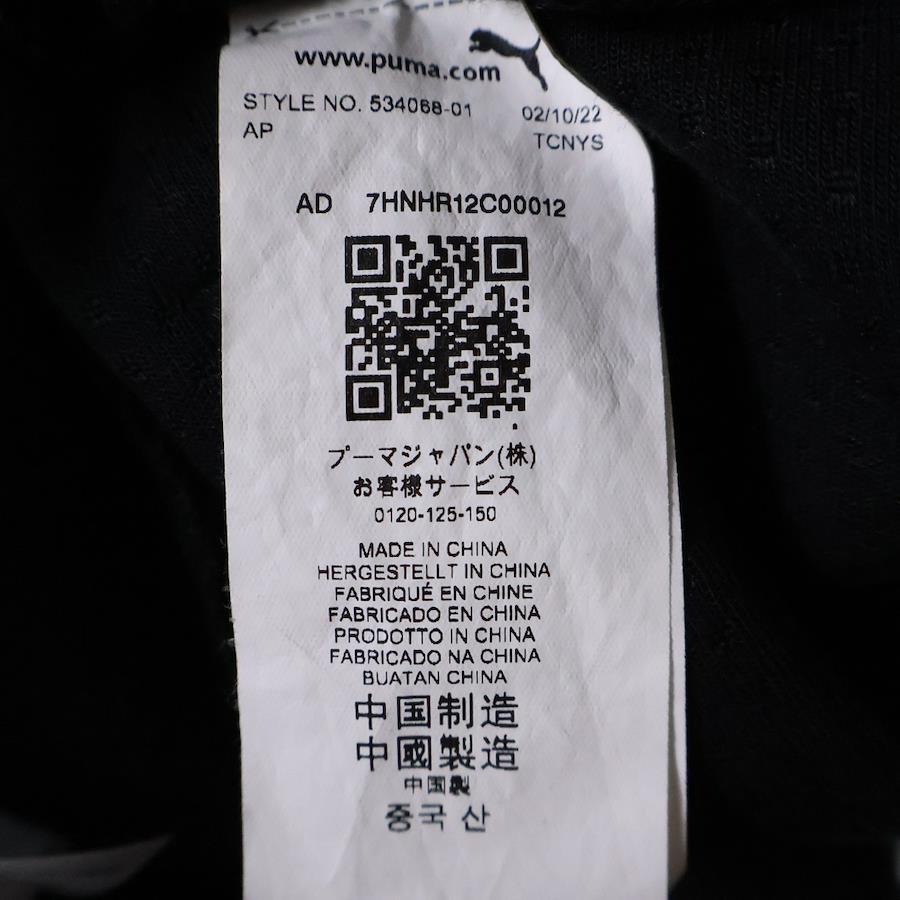 www.puma.com
STYLE NO. 534068-01 02/10/22
AP TCNYS
AD 7HNHR12C00012
プーマジャパン(株)
お客様サービス
0120-125-150
MADE IN CHINA
HERGESTELLT IN CHINA
FABRIQUÉ EN CHINE
FABRICADO EN CHINA
PRODOTTO IN CHINA
FABRICADO NA CHINA
BUATAN CHINA
中国制造
中國製造
中国製
중국 산